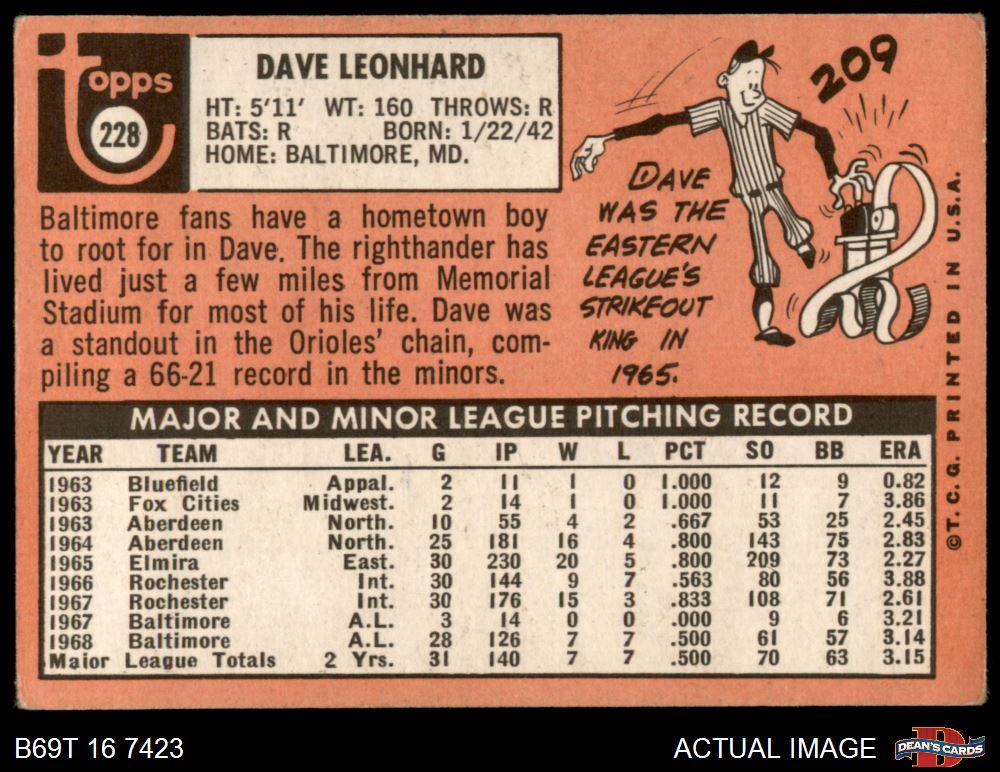 topps
228
DAVE LEONHARD
HT: 5'11' WT: 160 THROWS: R
BATS: R BORN: 1/22/42
HOME: BALTIMORE, MD.
Baltimore fans have a hometown boy
to root for in Dave. The righthander has
lived just a few miles from Memorial
Stadium for most of his life. Dave was
a standout in the Orioles' chain, com-
piling a 66-21 record in the minors.
209
DAVE
WAS THE
EASTERN
LEAGUE'S
STRIKEOUT
KING IN
1965.
MAJOR AND MINOR LEAGUE PITCHING RECORD
YEAR TEAM LEA. G IP W L PCT SO BB ERA
1963 Bluefield Appal. 2 11 1 0 1.000 12 9 0.82
1963 Fox Cities Midwest. 2 14 1 0 1.000 11 7 3.86
1963 Aberdeen North. 10 55 4 2 .667 53 25 2.45
1964 Aberdeen North. 25 181 16 4 .800 143 75 2.83
1965 Elmira East. 30 230 20 5 .800 209 73 2.27
1966 Rochester Int. 30 144 9 7 .563 80 56 3.88
1967 Rochester Int. 30 176 15 3 .833 108 71 2.61
1967 Baltimore A.L. 3 14 0 0 .000 9 6 3.21
1968 Baltimore A.L. 28 126 7 7 .500 61 57 3.14
Major League Totals 2 Yrs. 31 140 7 7 .500 70 63 3.15
©T.C.G. PRINTED IN U.S.A.
B69T 16 7423
ACTUAL IMAGE
D
DEAN'S CARDS